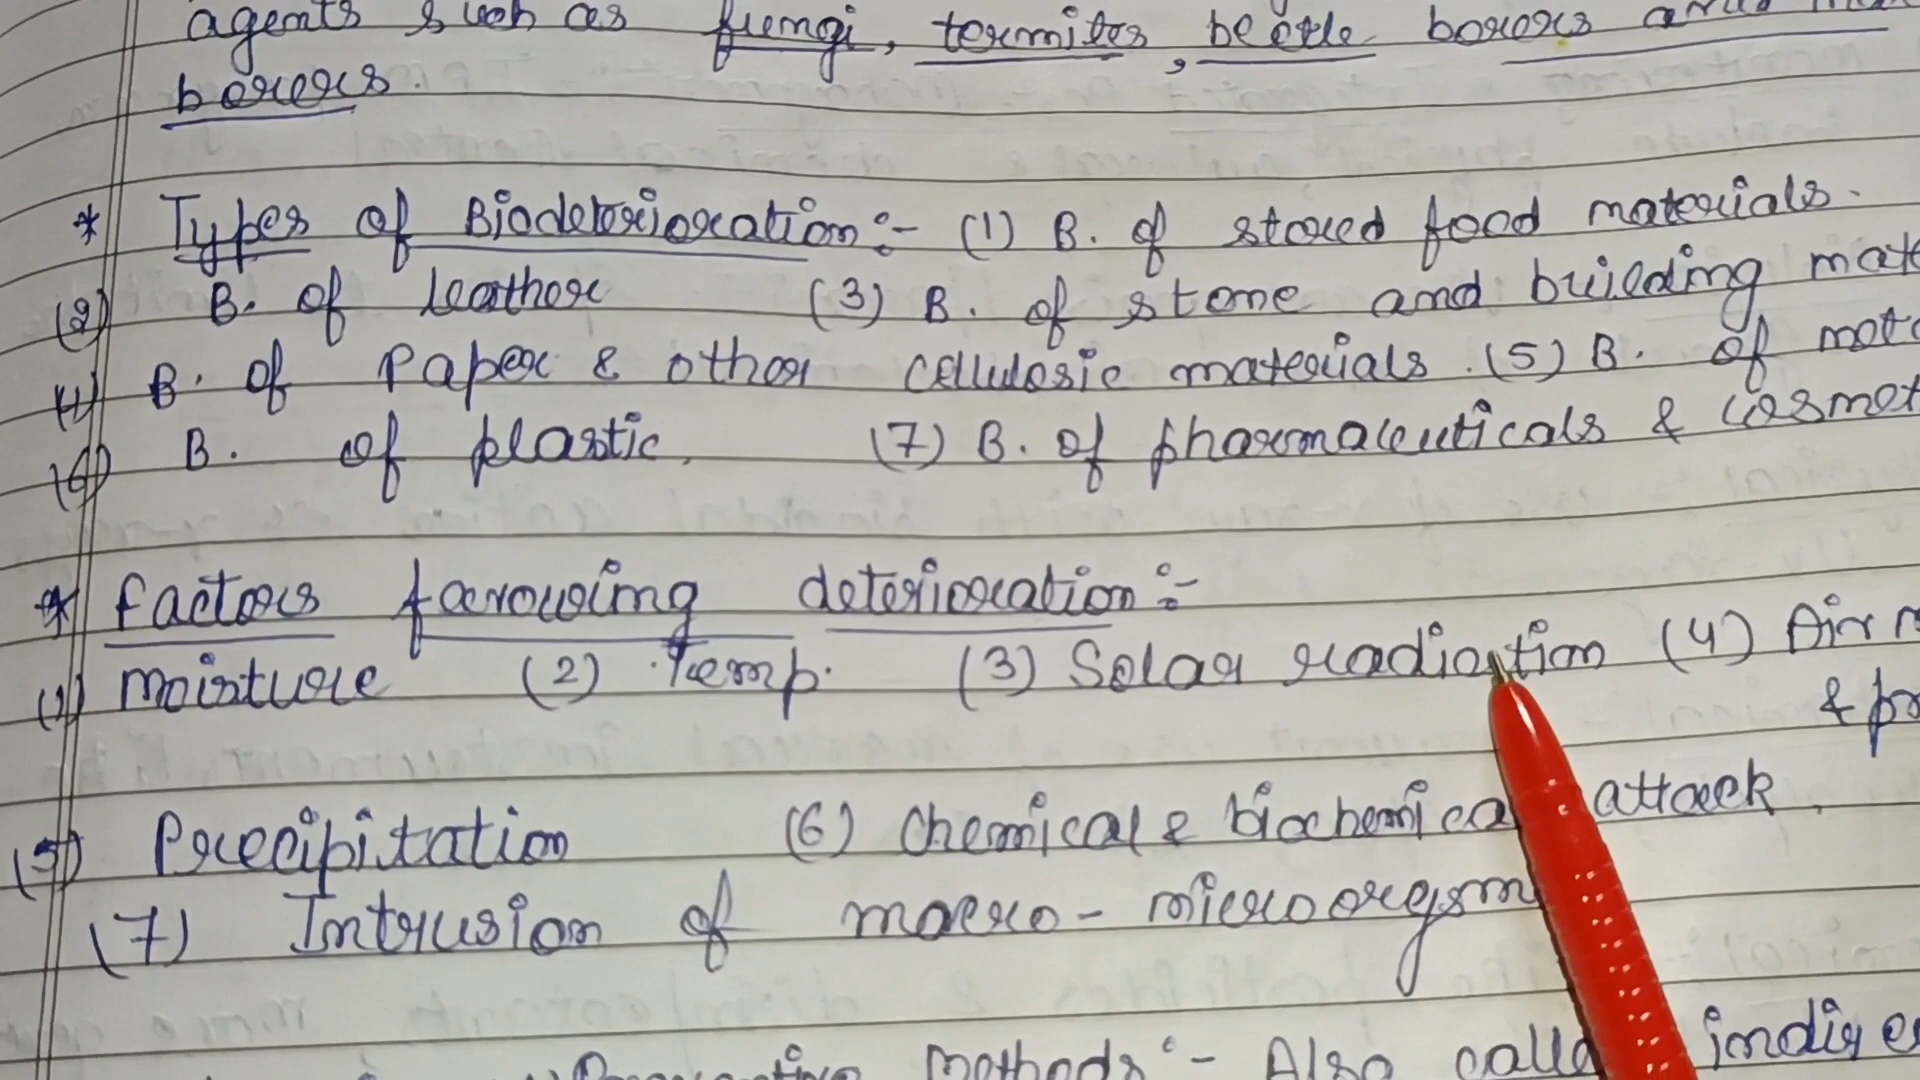 agents such as fungi, termites, beetle borers and
borers.
* Types of Biodeterioration :- (1) B. of stored food materials.
(2) B. of leather (3) B. of stone and building mat
(4) B. of Paper & other cellulosic materials. (5) B. of met
(6) B. of plastic. (7) B. of pharmaceuticals & Cosmet
* factors favouring deterioration :-
(1) moisture (2) Temp. (3) Solar radiation (4) Air
& pr
(5) Precipitation (6) Chemical & biochemical attack.
(7) Intrusion of macro-microorgsm
Methods :- Also calle indire